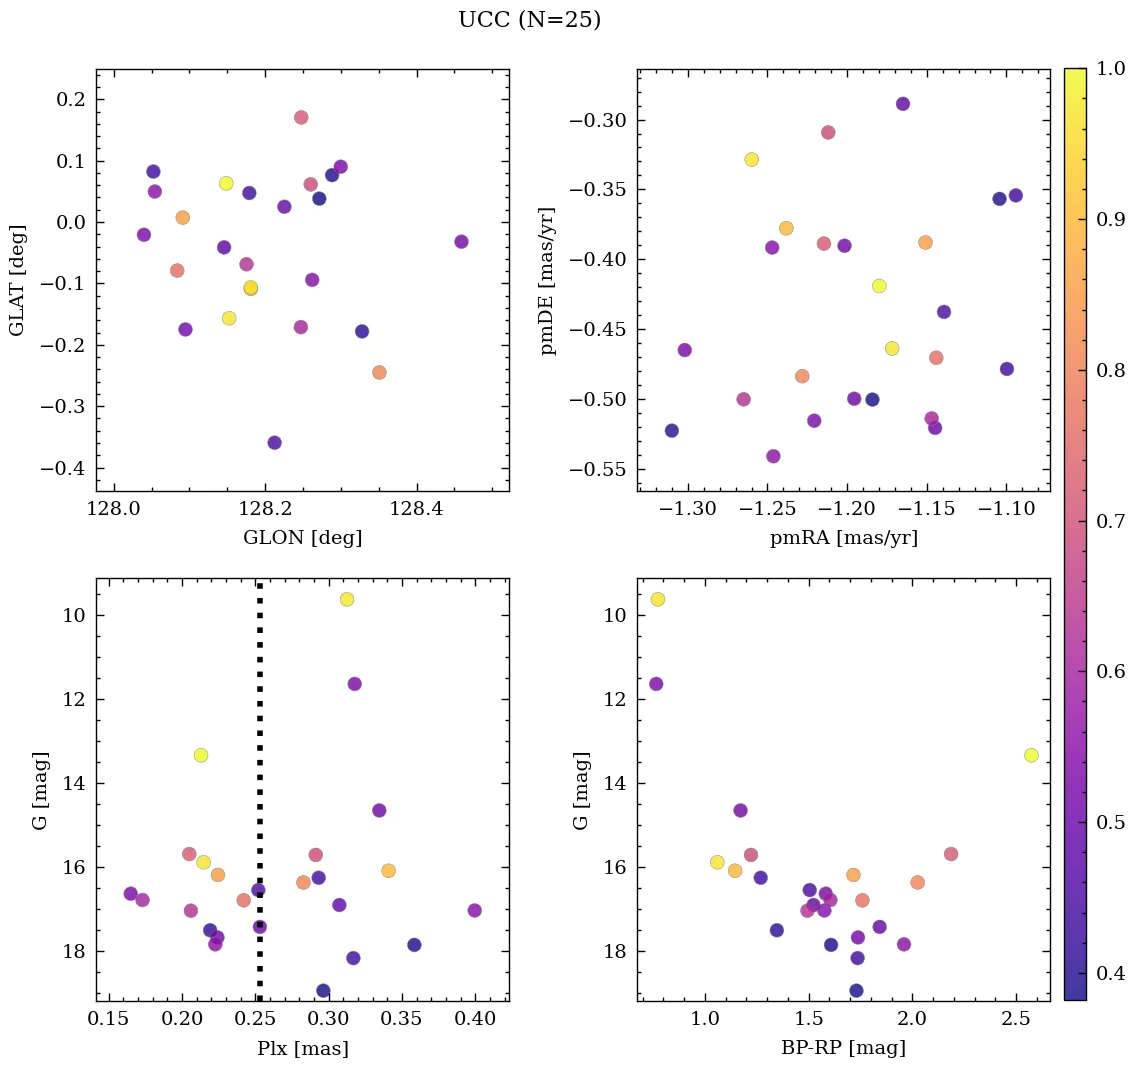 UCC (N=25)
0.2
0.1
0.0
−0.1
−0.2
−0.3
−0.4
GLAT [deg]
128.0 128.2 128.4
GLON [deg]
−0.30
−0.35
−0.40
−0.45
−0.50
−0.55
pmDE [mas/yr]
−1.30 −1.25 −1.20 −1.15 −1.10
pmRA [mas/yr]
10
12
14
16
18
G [mag]
0.15 0.20 0.25 0.30 0.35 0.40
Plx [mas]
10
12
14
16
18
G [mag]
1.0 1.5 2.0 2.5
BP-RP [mag]
1.0
0.9
0.8
0.7
0.6
0.5
0.4